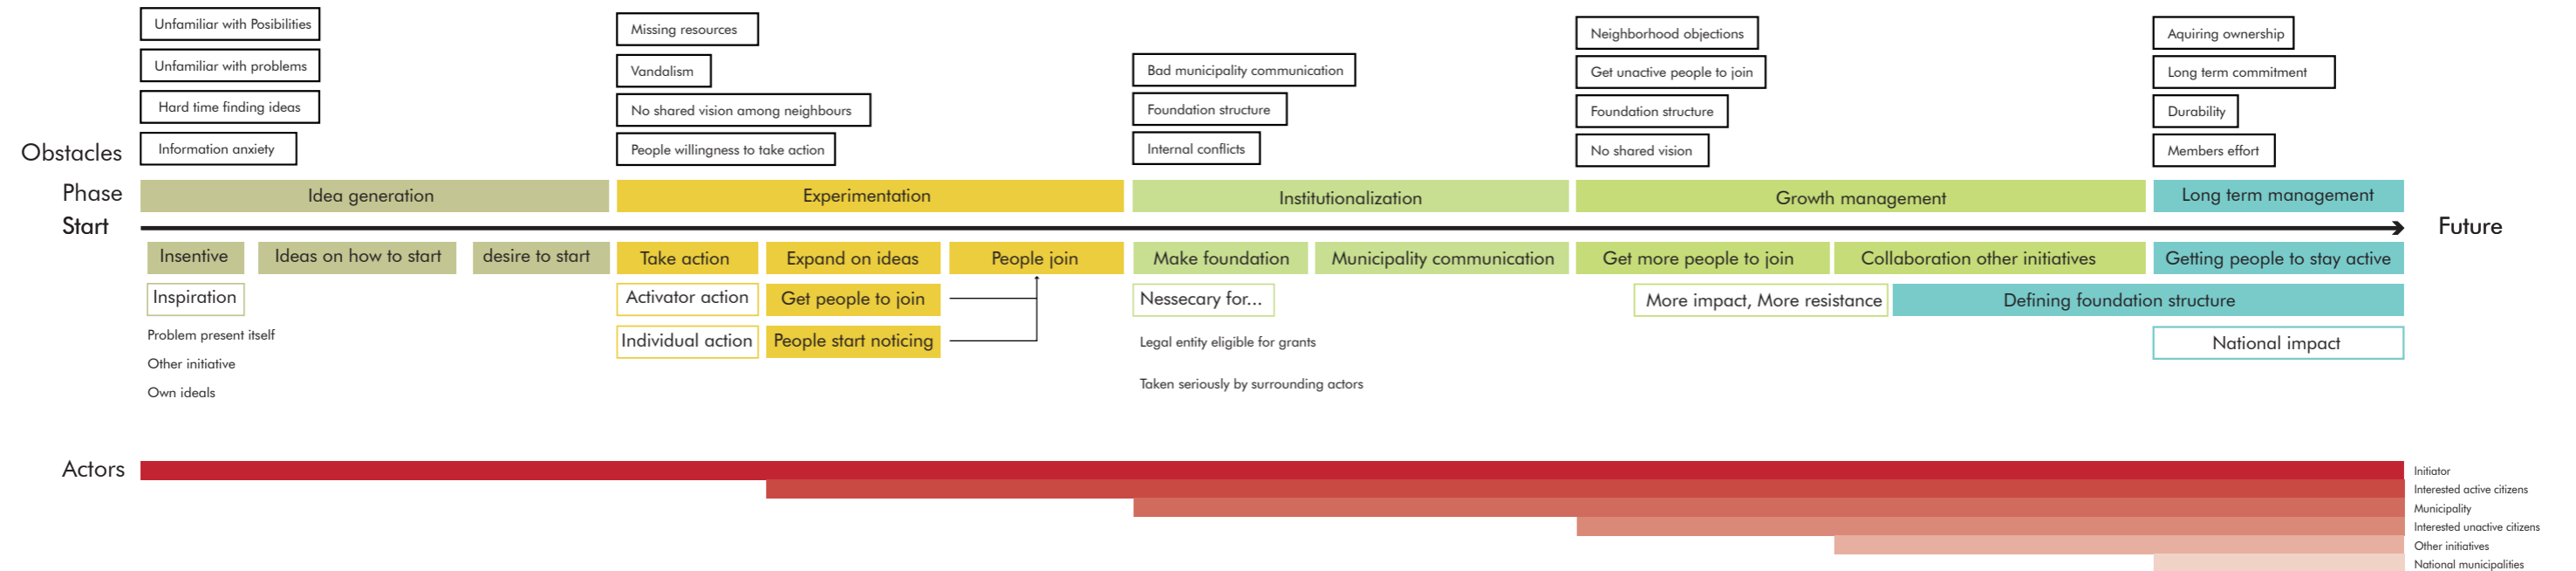 Unfamiliar with Posibilities
Unfamiliar with problems
Hard time finding ideas
Information anxiety
Missing resources
Vandalism
No shared vision among neighbours
People willingness to take action
Bad municipality communication
Foundation structure
Internal conflicts
Neighborhood objections
Get unactive people to join
Foundation structure
No shared vision
Aquiring ownership
Long term commitment
Durability
Members effort
Obstacles
Phase
Idea generation
Experimentation
Institutionalization
Growth management
Long term management
Start
Future
Insentive
Ideas on how to start
desire to start
Take action
Expand on ideas
People join
Make foundation
Municipality communication
Get more people to join
Collaboration other initiatives
Getting people to stay active
Inspiration
Activator action
Get people to join
Nessecary for...
More impact, More resistance
Defining foundation structure
Problem present itself
Other initiative
Own ideals
Individual action
People start noticing
Legal entity eligible for grants
Taken seriously by surrounding actors
National impact
Actors
Initiator
Interested active citizens
Municipality
Interested unactive citizens
Other initiatives
National municipalities